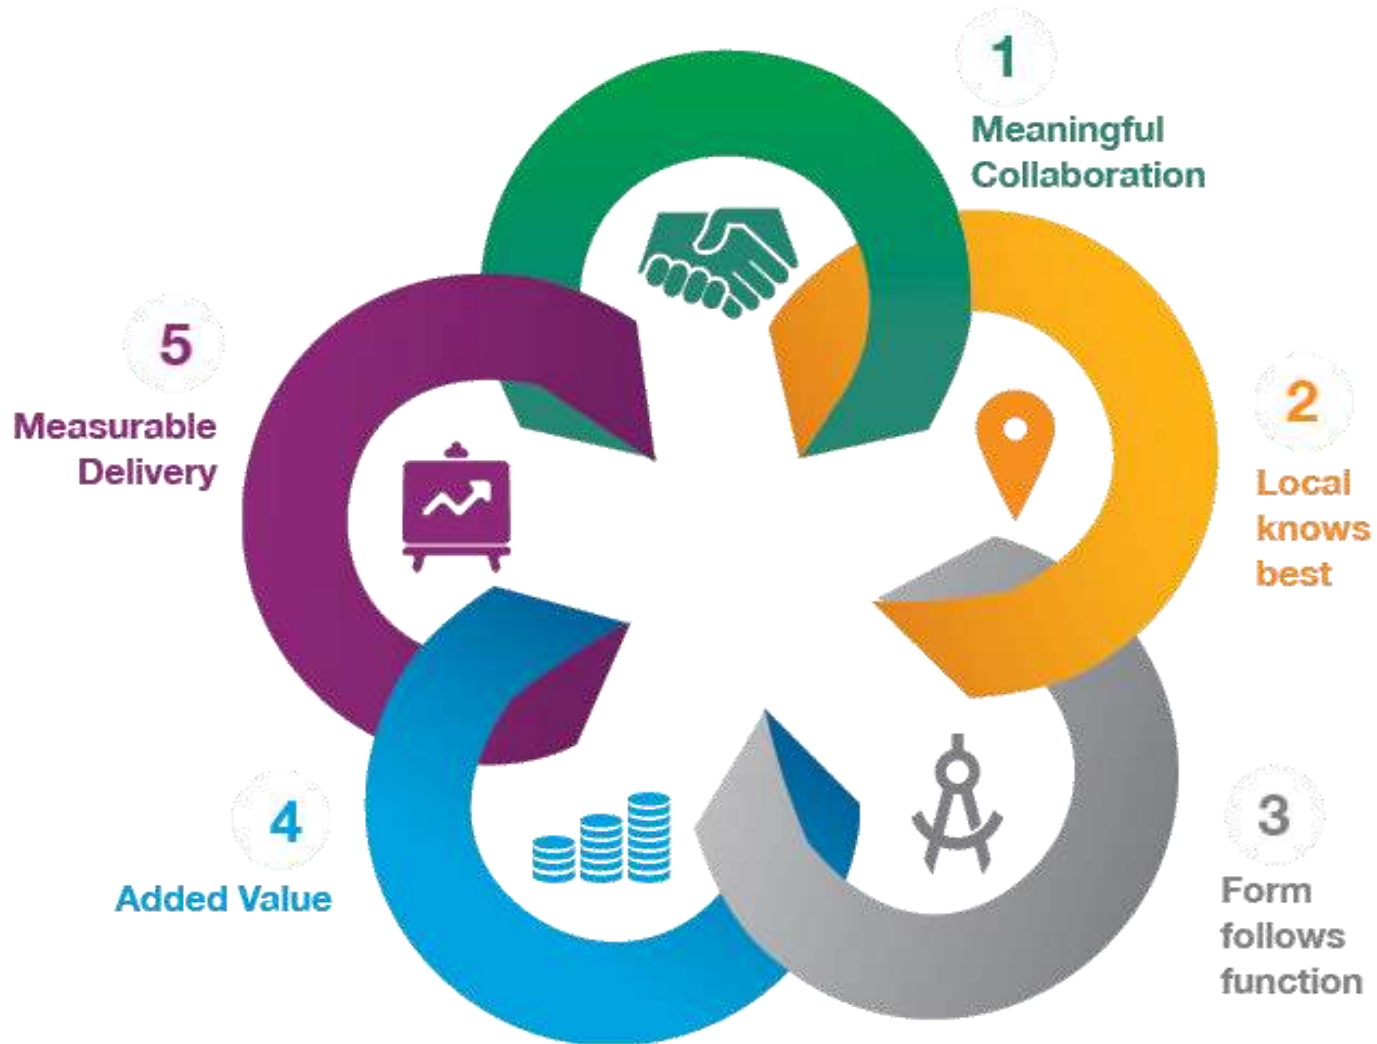 1
Meaningful
Collaboration
2
Local
knows
best
3
Form
follows
function
4
Added Value
5
Measurable
Delivery